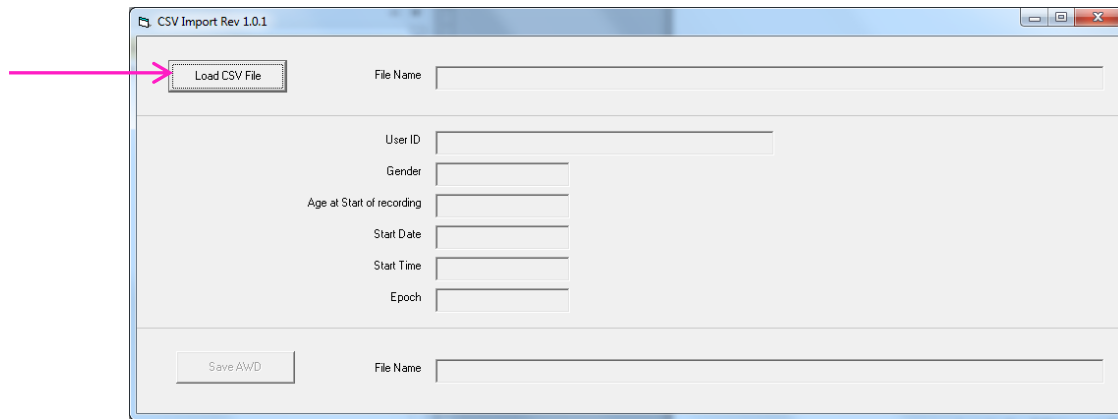 CSV Import Rev 1.0.1
Load CSV File File Name
User ID
Gender
Age at Start of recording
Start Date
Start Time
Epoch
Save AWD File Name